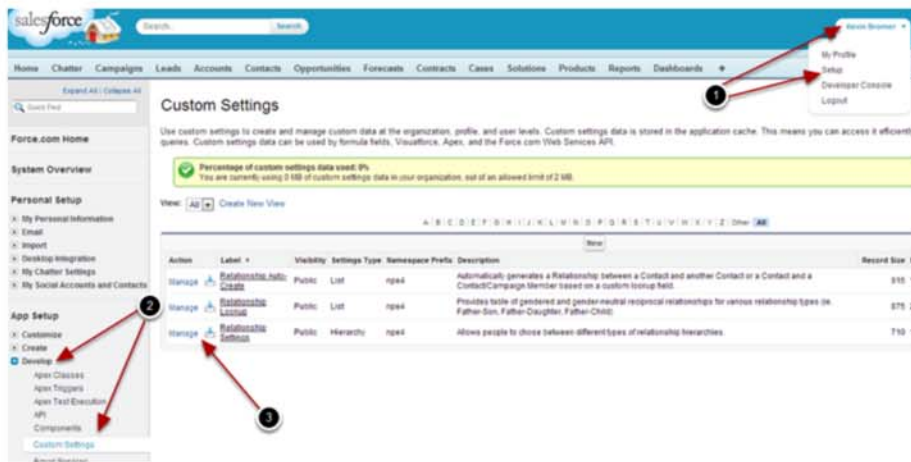 salesforce
Search...
Search
Kevin Bromer
My Profile
Setup
Developer Console
Logout
Home Chatter Campaigns Leads Accounts Contacts Opportunities Forecasts Contracts Cases Solutions Products Reports Dashboards +
1
Expand All | Collapse All
Quick Find
Force.com Home
System Overview
Personal Setup
My Personal Information
Email
Import
Desktop Integration
My Chatter Settings
My Social Accounts and Contacts
2
App Setup
Customize
Create
Develop
Apex Classes
Apex Triggers
Apex Test Execution
API
Components
Custom Settings
Custom Settings
Use custom settings to create and manage custom data at the organization, profile, and user levels. Custom settings data is stored in the application cache. This means you can access it efficiently
queries. Custom settings data can be used by formula fields, Visualforce, Apex, and the Force.com Web Services API.
Percentage of custom settings data used: 0%
You are currently using 0 MB of custom settings data in your organization, out of an allowed limit of 2 MB.
View: All Create New View
A B C D E F G H I J K L M N O P Q R S T U V W X Y Z Other All
New
Action Label Visibility Settings Type Namespace Prefix Description Record Size
Manage Relationship Auto-Create Public List npe4 Automatically generates a Relationship between a Contact and another Contact or a Contact and a
Contact/Campaign Member based on a custom lookup field.
Manage Relationship Lookup Public List npe4 Provides table of gendered and gender-neutral reciprocal relationships for various relationship types (ie.
Father-Son, Father-Daughter, Father-Child)
875
Manage Relationship Settings Public Hierarchy npe4 Allows people to chose between different types of relationship hierarchies.
710
3